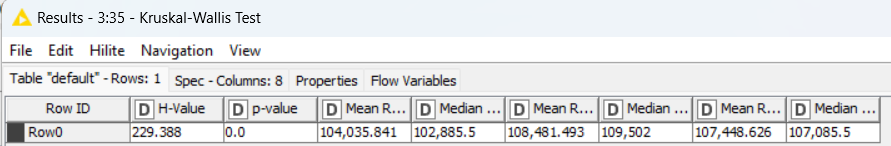 Results - 3:35 - Kruskal-Wallis Test
File Edit Hilite Navigation View
Table "default" - Rows: 1 Spec - Columns: 8 Properties Flow Variables
Row ID D H-Value D p-value D Mean R... D Median ... D Mean R... D Median ... D Mean R... D Median ...
Row0 229.388 0.0 104,035.841 102,885.5 108,481.493 109,502 107,448.626 107,085.5